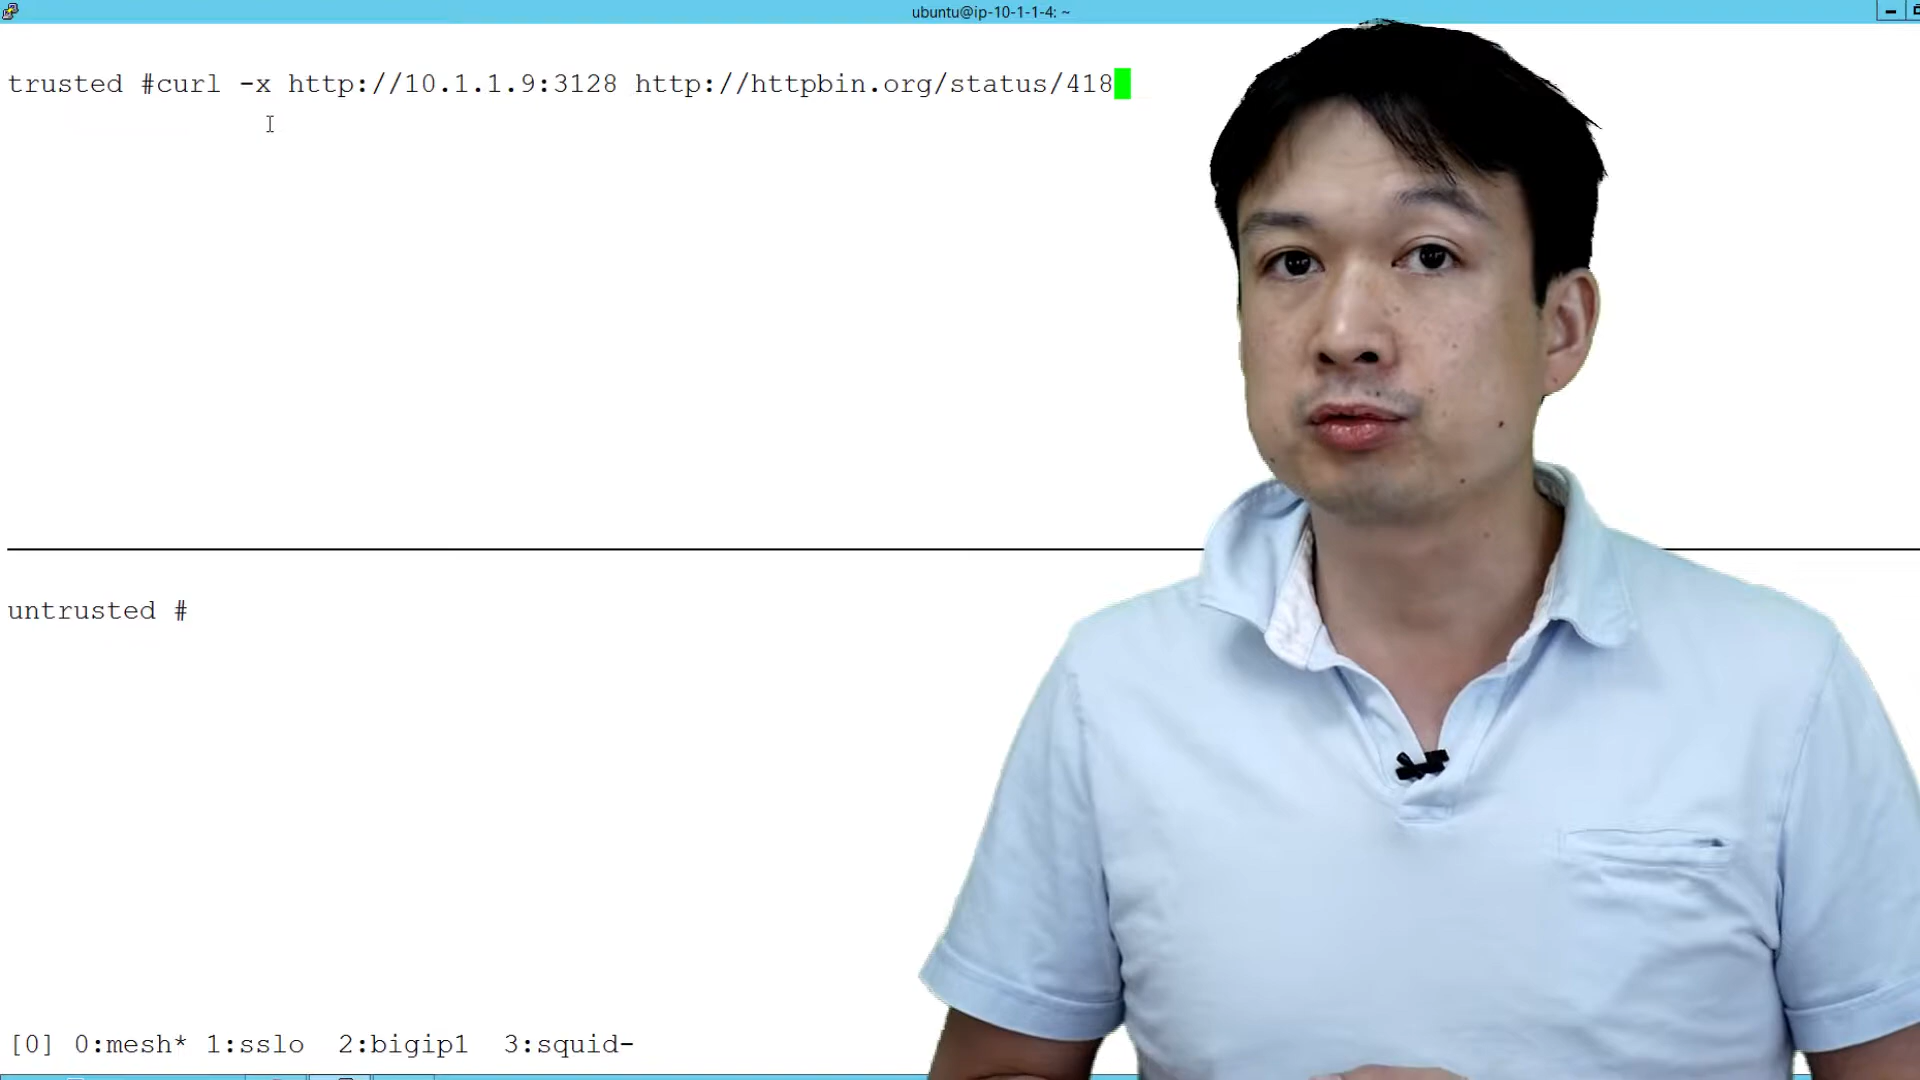 ubuntu@ip-10-1-1-4: ~
trusted #curl -x http://10.1.1.9:3128 http://httpbin.org/status/418
untrusted #
[0] 0:mesh* 1:sslo  2:bigip1  3:squid-